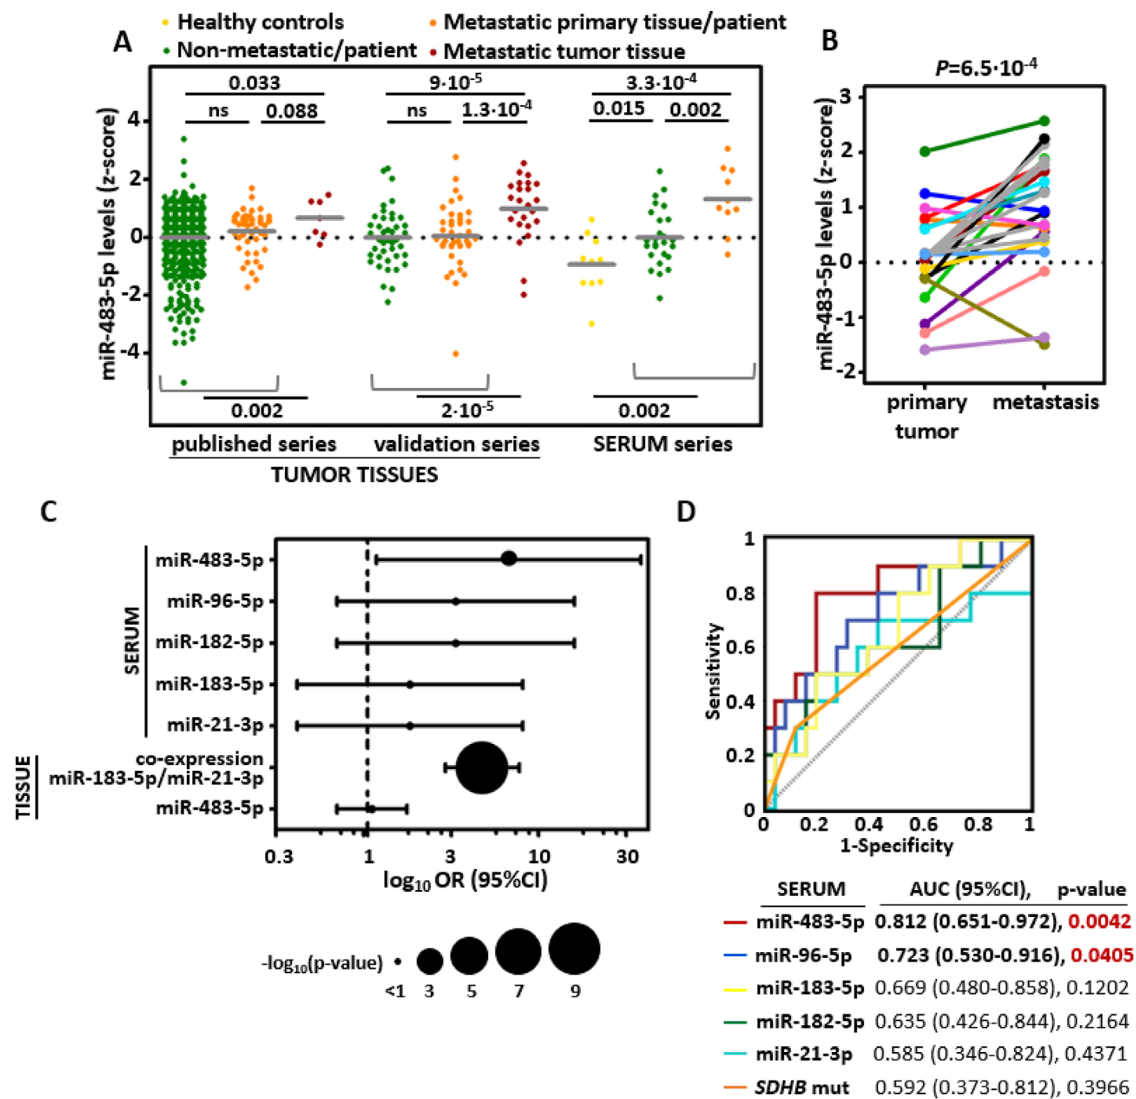 Healthy controls
Metastatic primary tissue/patient
Non-metastatic/patient
Metastatic tumor tissue
A
miR-483-5p levels (z-score)
4
2
0
-2
-4
0.033
ns
0.088
9·10-5
ns
1.3·10-4
3.3·10-4
0.015
0.002
0.002
2·10-5
0.002
published series
validation series
SERUM series
TUMOR TISSUES
B
P=6.5·10-4
miR-483-5p levels (z-score)
3
2
1
0
-1
-2
primary
tumor
metastasis
C
SERUM
miR-483-5p
miR-96-5p
miR-182-5p
miR-183-5p
miR-21-3p
TISSUE
co-expression
miR-183-5p/miR-21-3p
miR-483-5p
0.3 1 3 10 30
log10 OR (95%CI)
-log10(p-value)
<1 3 5 7 9
D
Sensitivity
1
0.8
0.6
0.4
0.2
0
0 0.2 0.4 0.6 0.8 1
1-Specificity
SERUM AUC (95%CI), p-value
miR-483-5p 0.812 (0.651-0.972), 0.0042
miR-96-5p 0.723 (0.530-0.916), 0.0405
miR-183-5p 0.669 (0.480-0.858), 0.1202
miR-182-5p 0.635 (0.426-0.844), 0.2164
miR-21-3p 0.585 (0.346-0.824), 0.4371
SDHB mut 0.592 (0.373-0.812), 0.3966